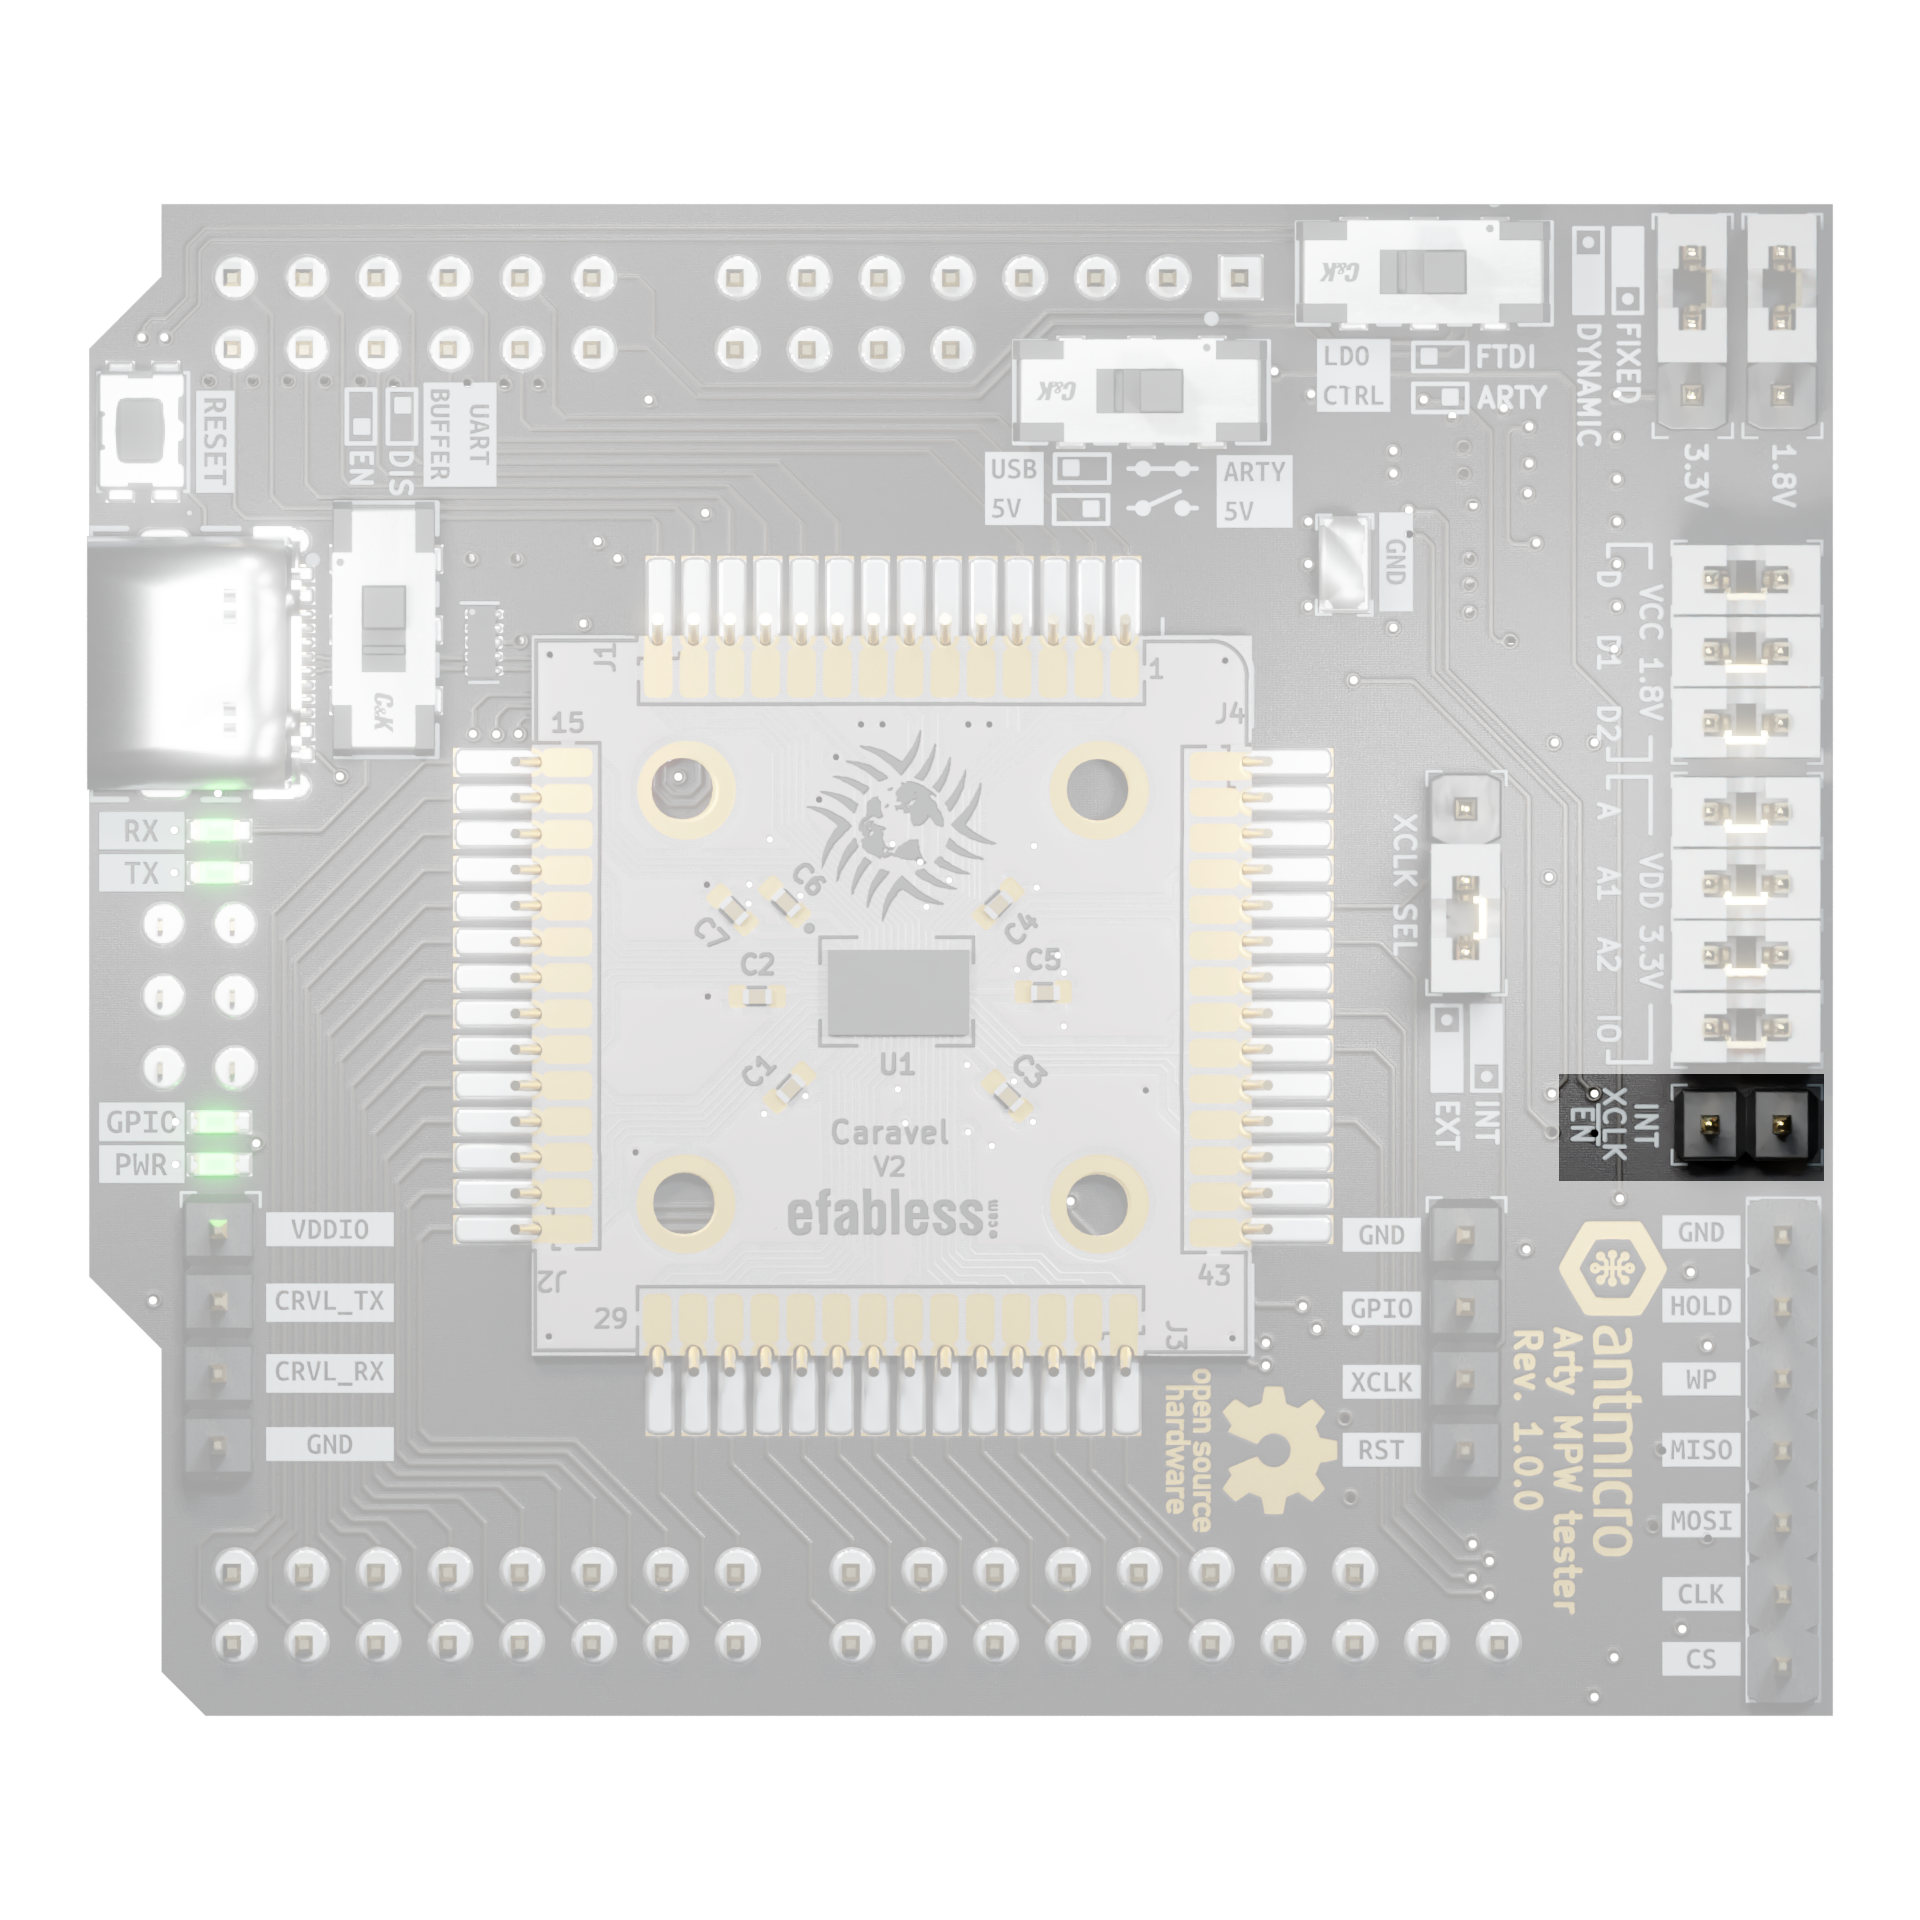 C&K
LDO
CTRL
FTDI
ARTY
DYNAMIC
FIXED
3.3V
1.8V
C&K
RESET
EN
DIS
UART
BUFFER
USB
5V
ARTY
5V
GND
C&K
D
D1
D2
VCC 1.8V
J1
1
15
J4
A
A1
A2
IO
VDD 3.3V
RX
TX
XCLK SEL
EXT
INT
C6
C7
C4
C2
C5
U1
C1
C3
Caravel
V2
efabless.com
INT
XCLK
EN
GPIO
PWR
VDDIO
CRVL_TX
CRVL_RX
GND
J2
29
43
J3
GND
GPIO
XCLK
RST
GND
HOLD
WP
MISO
MOSI
CLK
CS
open source
hardware
antmicro
Arty MPW tester
Rev. 1.0.0